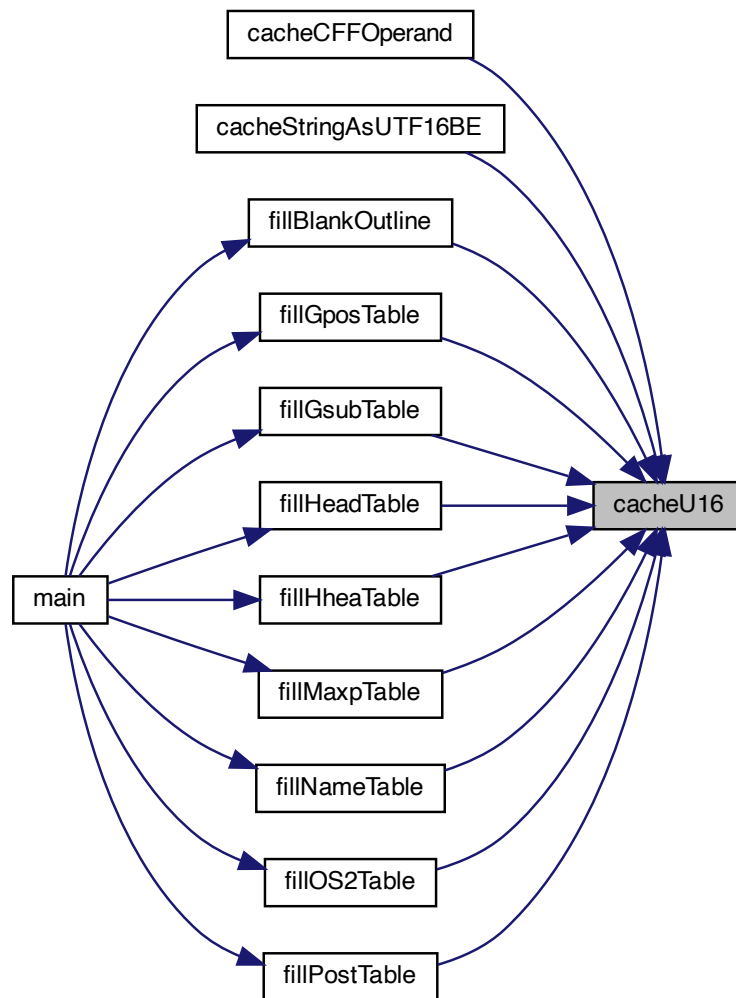 cacheCFFOperand
cacheStringAsUTF16BE
fillBlankOutline
fillGposTable
fillGsubTable
fillHeadTable
cacheU16
main
fillHheaTable
fillMaxpTable
fillNameTable
fillOS2Table
fillPostTable